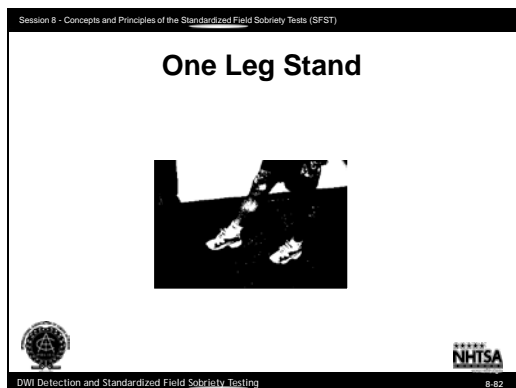 Session 8 - Concepts and Principles of the Standardized Field Sobriety Tests (SFST)
One Leg Stand
NHTSA
DWI Detection and Standardized Field Sobriety Testing
8-82